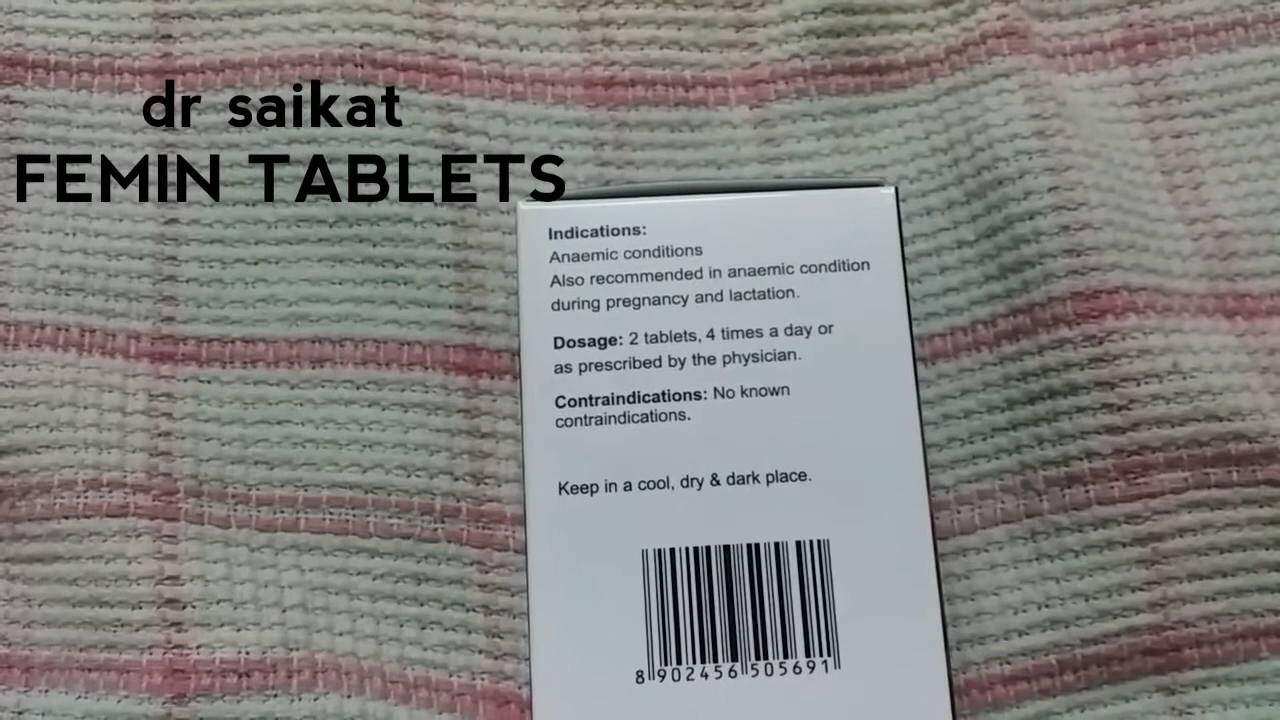 dr saikat
FEMIN TABLETS
Indications:
Anaemic conditions
Also recommended in anaemic condition
during pregnancy and lactation.
Dosage: 2 tablets, 4 times a day or
as prescribed by the physician.
Contraindications: No known
contraindications.
Keep in a cool, dry & dark place.
8 902456 505691